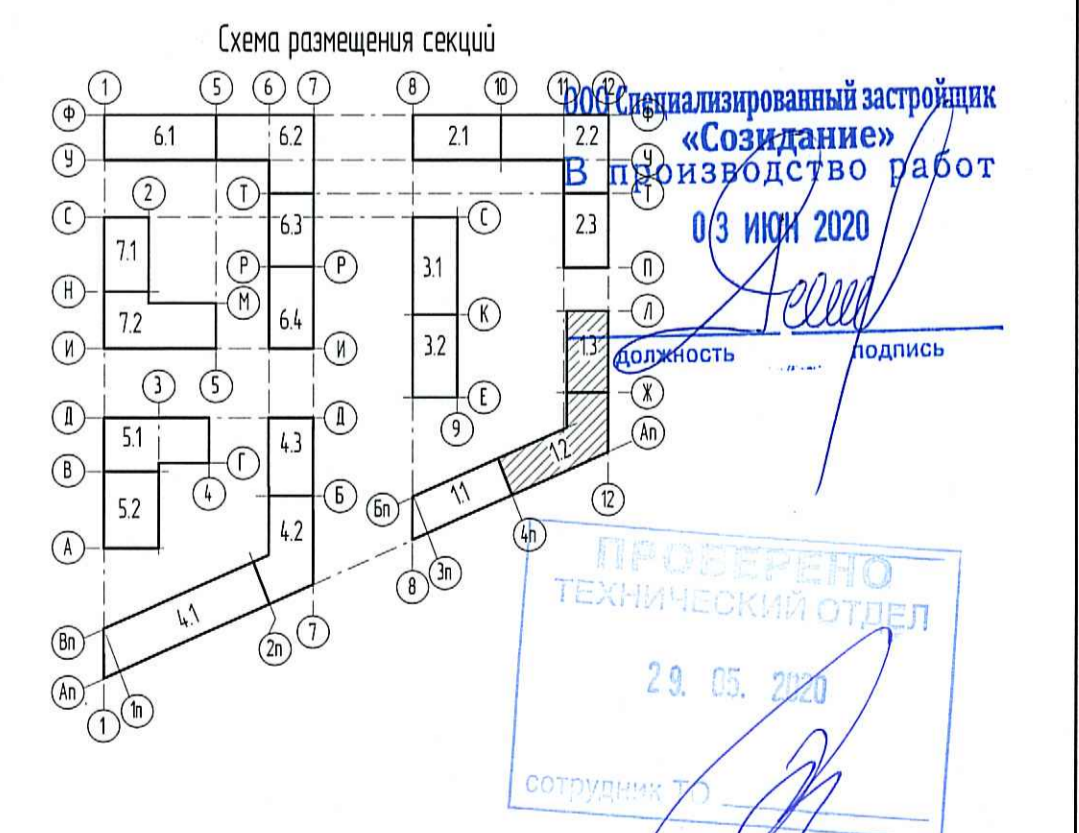 Схема размещения секций
1 5 6 7 8 10 11 12
Ф 6.1 6.2 2.1 2.2 Ф
ООО Специализированный застройщик
«Созидание»
В производство работ
03 ИЮН 2020
У У
2 Т Т
С 7.1 6.3 3.1 С 2.3
Р Р П
Н М
7.2 6.4 К Л
И И 3.2 1.3
должность подпись
3 5 Е Ж
Д 5.1 4.3 Д 9 Ап
В Г 1.2
4 Б Бп 1.1 12
5.2 4.2 4п
А 3п
8
4.1
Вп 2п 7
Ап 1п
1
ПРОВЕРЕНО
ТЕХНИЧЕСКИЙ ОТДЕЛ
29. 05. 2020
сотрудник ТО